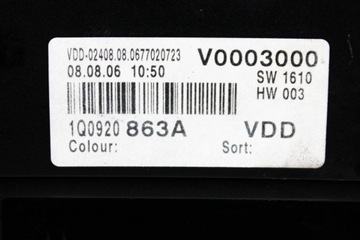 VDD-02408.08.0677020723 V0003000
08.08.06 10:50 SW 1610
HW 003
1Q0920 863A VDD
Colour: Sort: